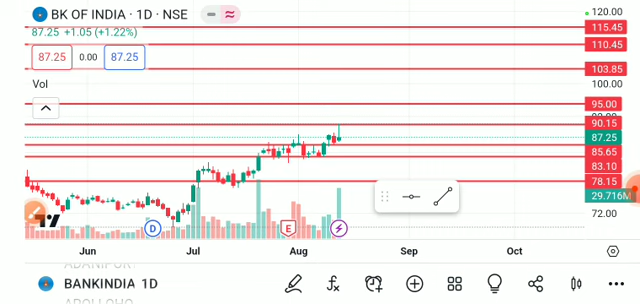 BK OF INDIA · 1D · NSE
87.25 +1.05 (+1.22%)
87.25 0.00 87.25
Vol
120.00
115.45
110.45
103.85
100.00
95.00
90.15
87.25
85.65
83.10
78.15
29.716M
72.00
D E
Jun Jul Aug Sep Oct
BANKINDIA 1D